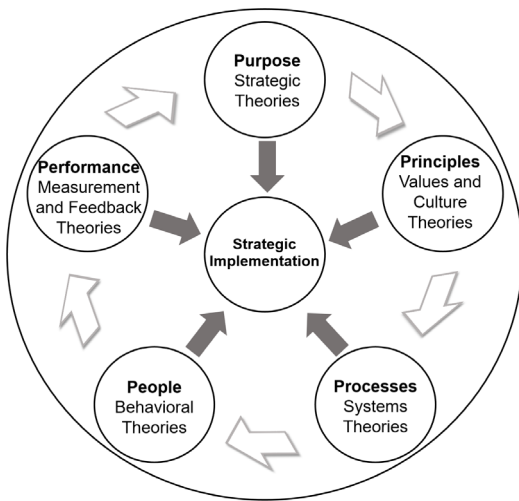 Purpose
Strategic
Theories
Performance
Measurement
and Feedback
Theories
Principles
Values and
Culture
Theories
Strategic
Implementation
People
Behavioral
Theories
Processes
Systems
Theories